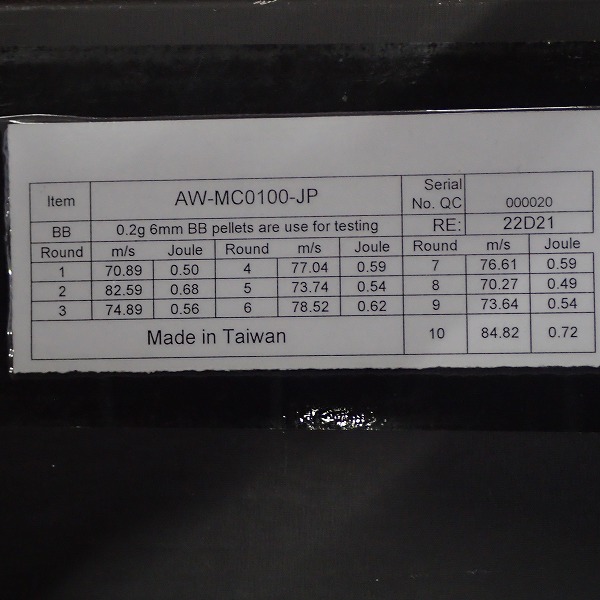 Item AW-MC0100-JP Serial No. QC 000020
BB 0.2g 6mm BB pellets are use for testing RE: 22D21
Round m/s Joule Round m/s Joule Round m/s Joule
1 70.89 0.50 4 77.04 0.59 7 76.61 0.59
2 82.59 0.68 5 73.74 0.54 8 70.27 0.49
3 74.89 0.56 6 78.52 0.62 9 73.64 0.54
Made in Taiwan 10 84.82 0.72